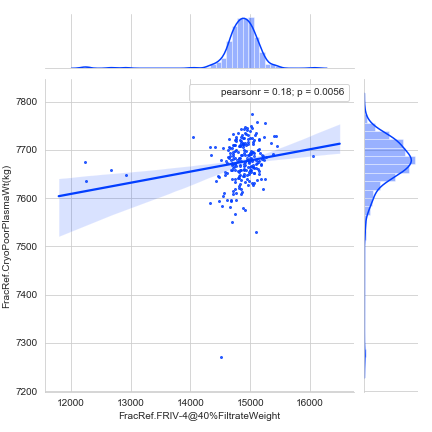 pearsonr = 0.18; p = 0.0056
7800
7700
7600
7500
7400
7300
7200
FracRef.CryoPoorPlasmaWt(kg)
12000 13000 14000 15000 16000
FracRef.FRIV-4@40%FiltrateWeight